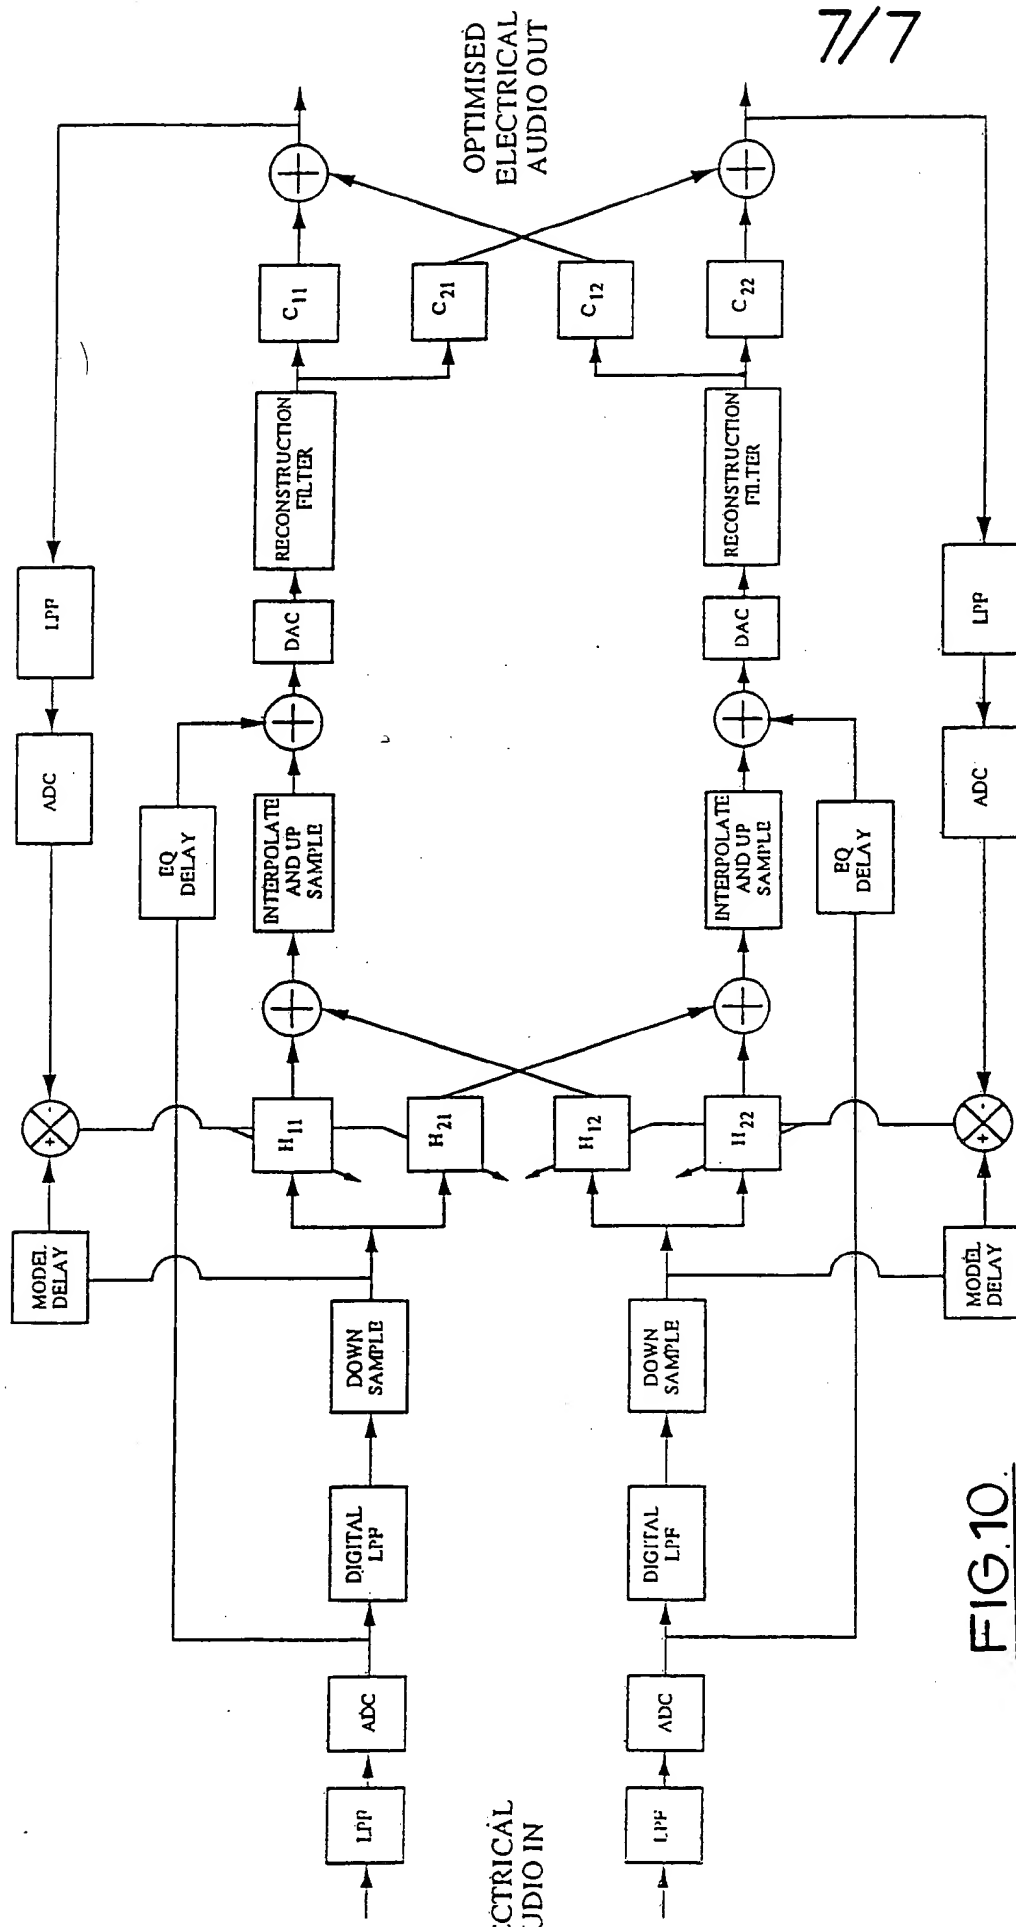 7/7
OPTIMISED
ELECTRICAL
AUDIO OUT
LPF
ADC
EQ
DELAY
MODEL
DELAY
C11
C21
C12
C22
RECONSTRUCTION
FILTER
RECONSTRUCTION
FILTER
DAC
DAC
INTERPOLATE
AND UP
SAMPLE
INTERPOLATE
AND UP
SAMPLE
H11
H21
H12
H22
DOWN
SAMPLE
DOWN
SAMPLE
DIGITAL
LPF
DIGITAL
LPF
ADC
ADC
LPF
LPF
LPF
ADC
EQ
DELAY
MODEL
DELAY
UDIO IN
FIG.10.